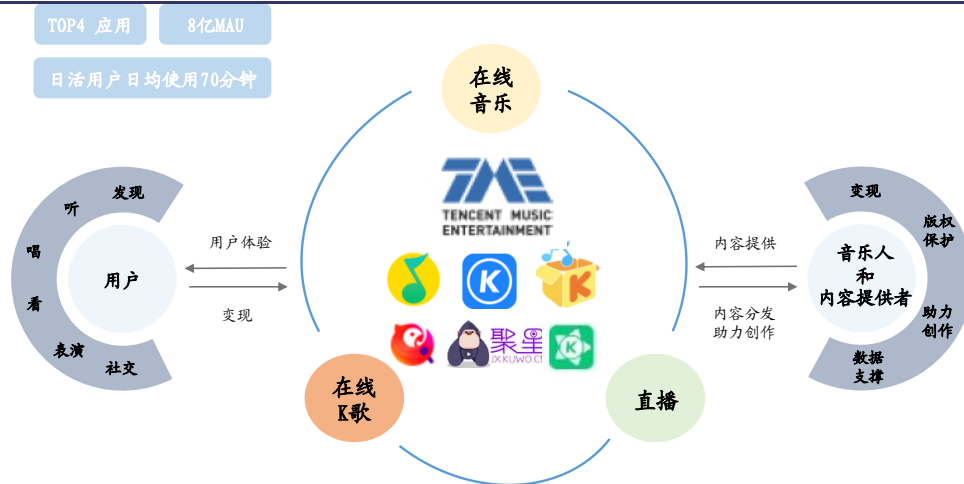 TOP4 应用
8亿MAU
日活用户日均使用70分钟
在线
音乐
TENCENT MUSIC
ENTERTAINMENT
发现
听
唱
看
表演
社交
用户
用户体验
变现
内容提供
内容分发
助力创作
变现
版权
保护
音乐人
和
内容提供者
助力
创作
数据
支撑
K
K
聚星
JX.KUWO.CN
K
在线
K歌
直播